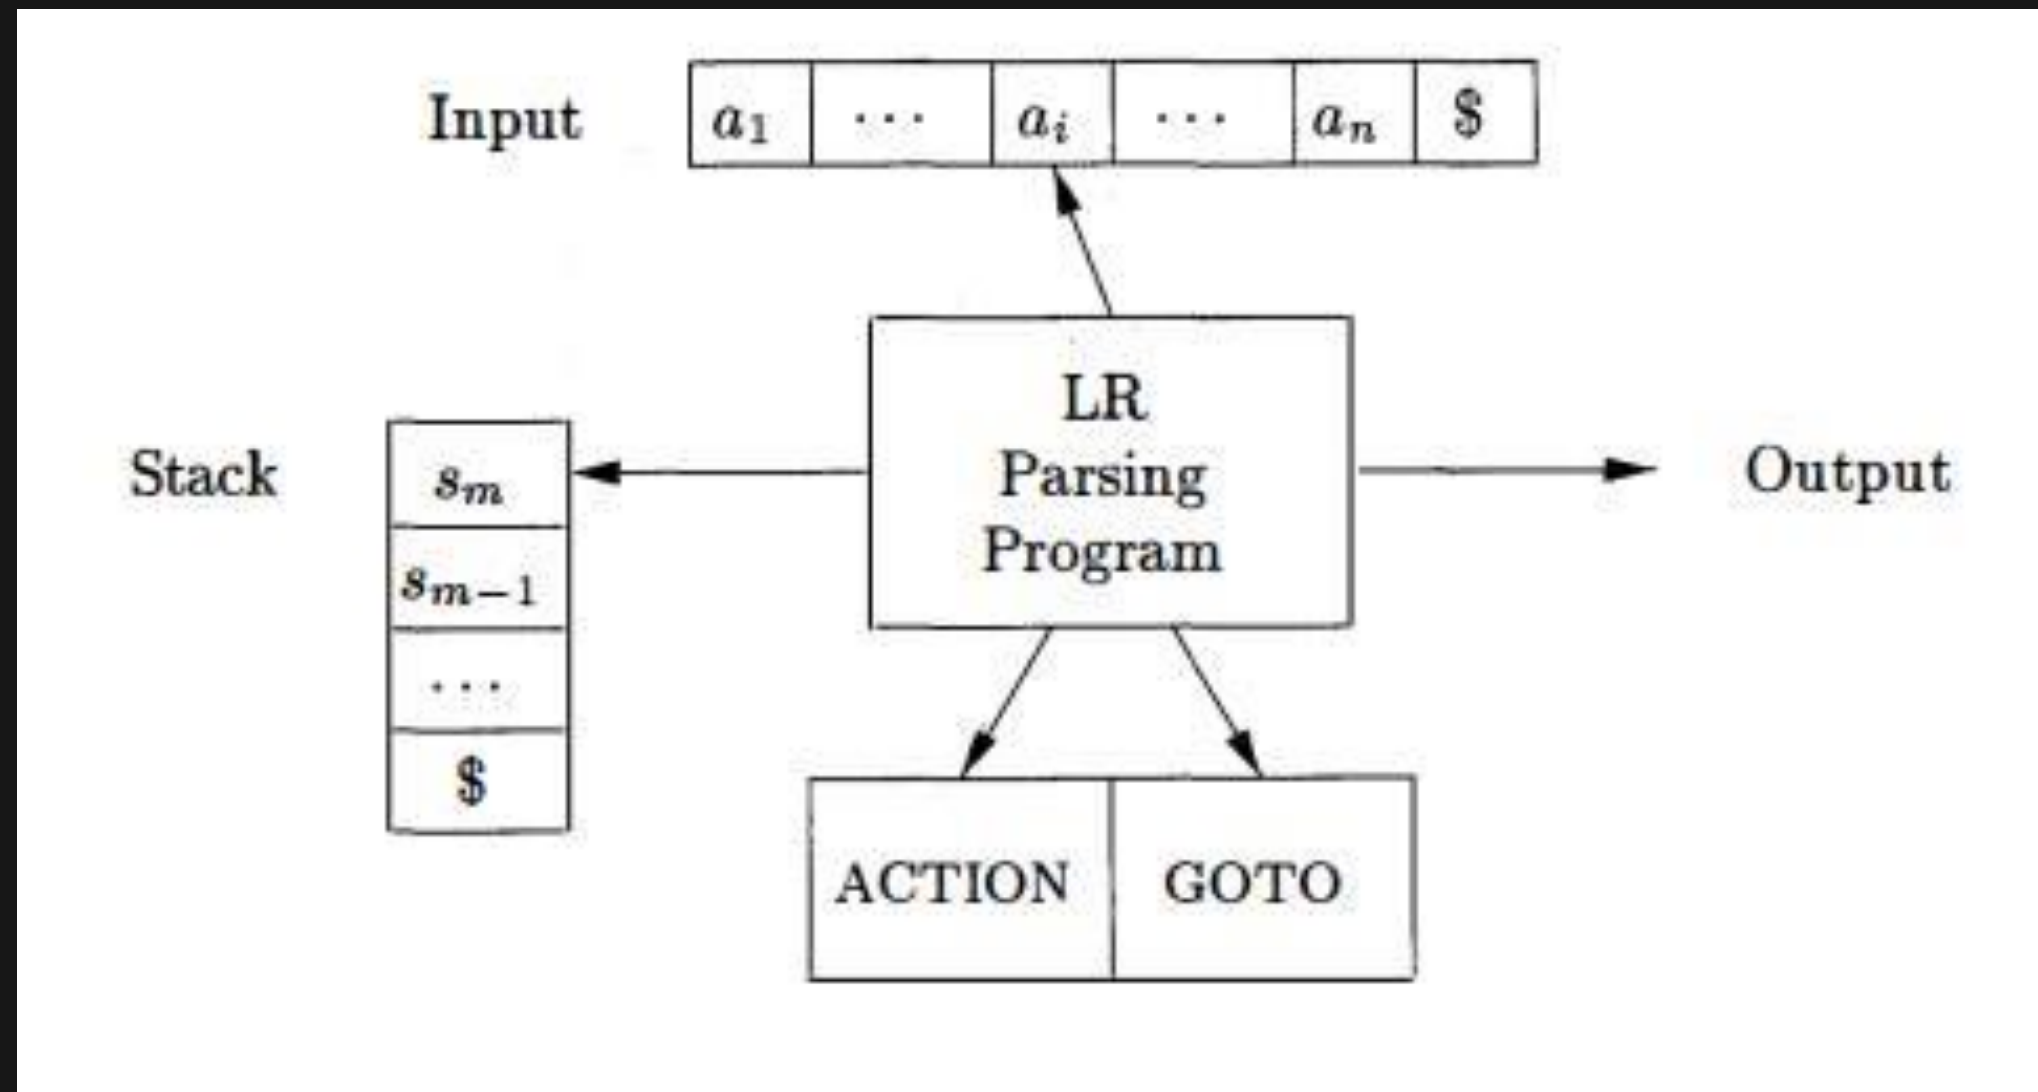 Input a₁ ··· aᵢ ··· aₙ $
LR
Parsing
Program
Stack
sₘ
sₘ₋₁
···
$
Output
ACTION GOTO